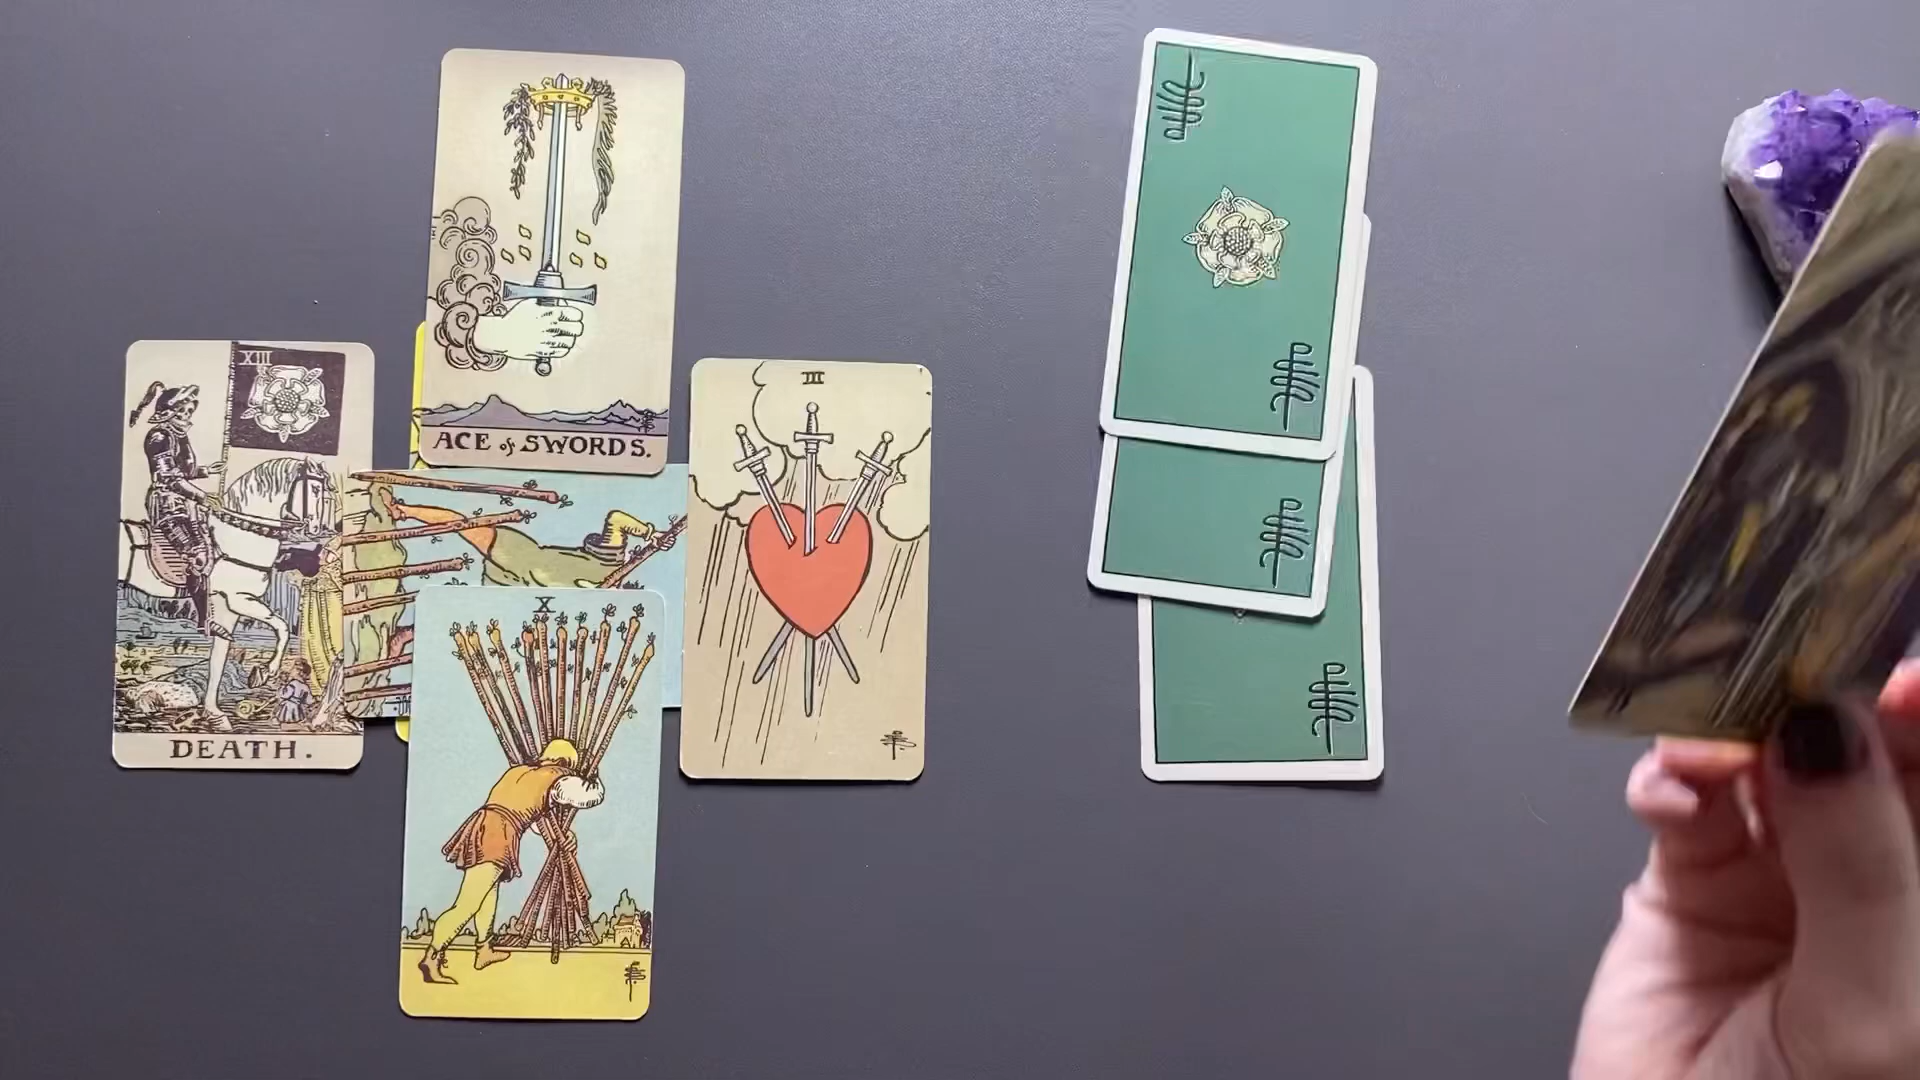 ACE of SWORDS.
XIII
III
X
DEATH.